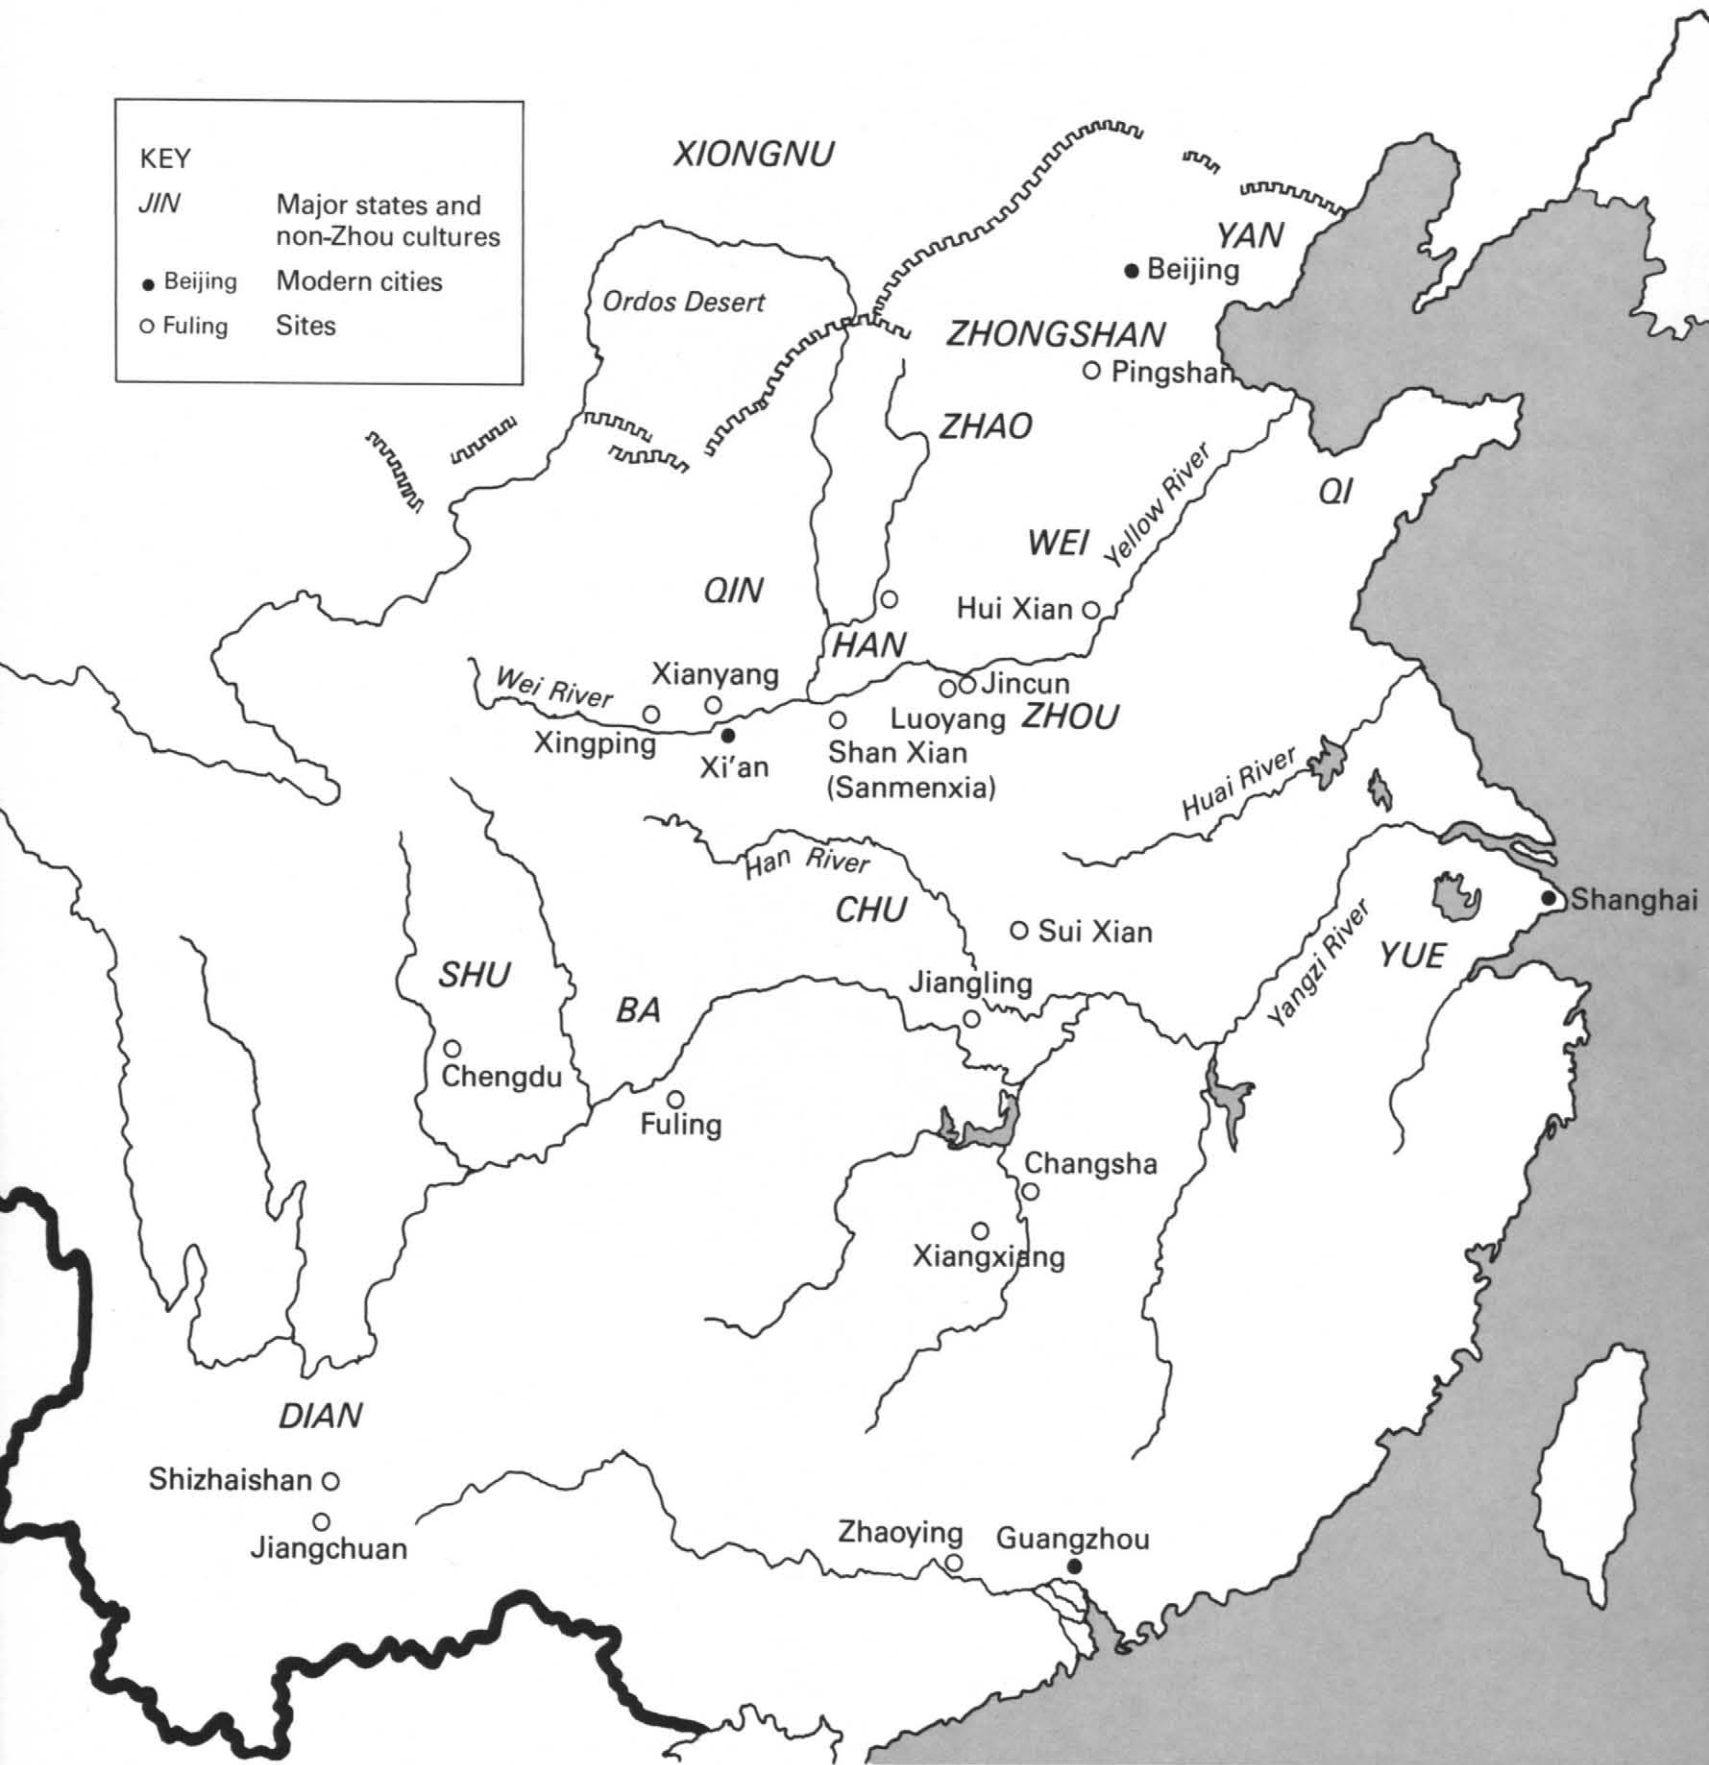 KEY
JIN Major states and
non-Zhou cultures
Beijing Modern cities
Fuling Sites
XIONGNU
YAN
Beijing
Ordos Desert
ZHONGSHAN
Pingshan
ZHAO
QI
Yellow River
WEI
QIN
Hui Xian
HAN
Xianyang
Wei River
Jincun
Luoyang
ZHOU
Xingping
Xi'an
Shan Xian
(Sanmenxia)
Huai River
Han River
CHU
Shanghai
Sui Xian
Yangzi River
YUE
SHU
Jiangling
BA
Chengdu
Fuling
Changsha
Xiangxiang
DIAN
Shizhaishan
Jiangchuan
Zhaoying
Guangzhou